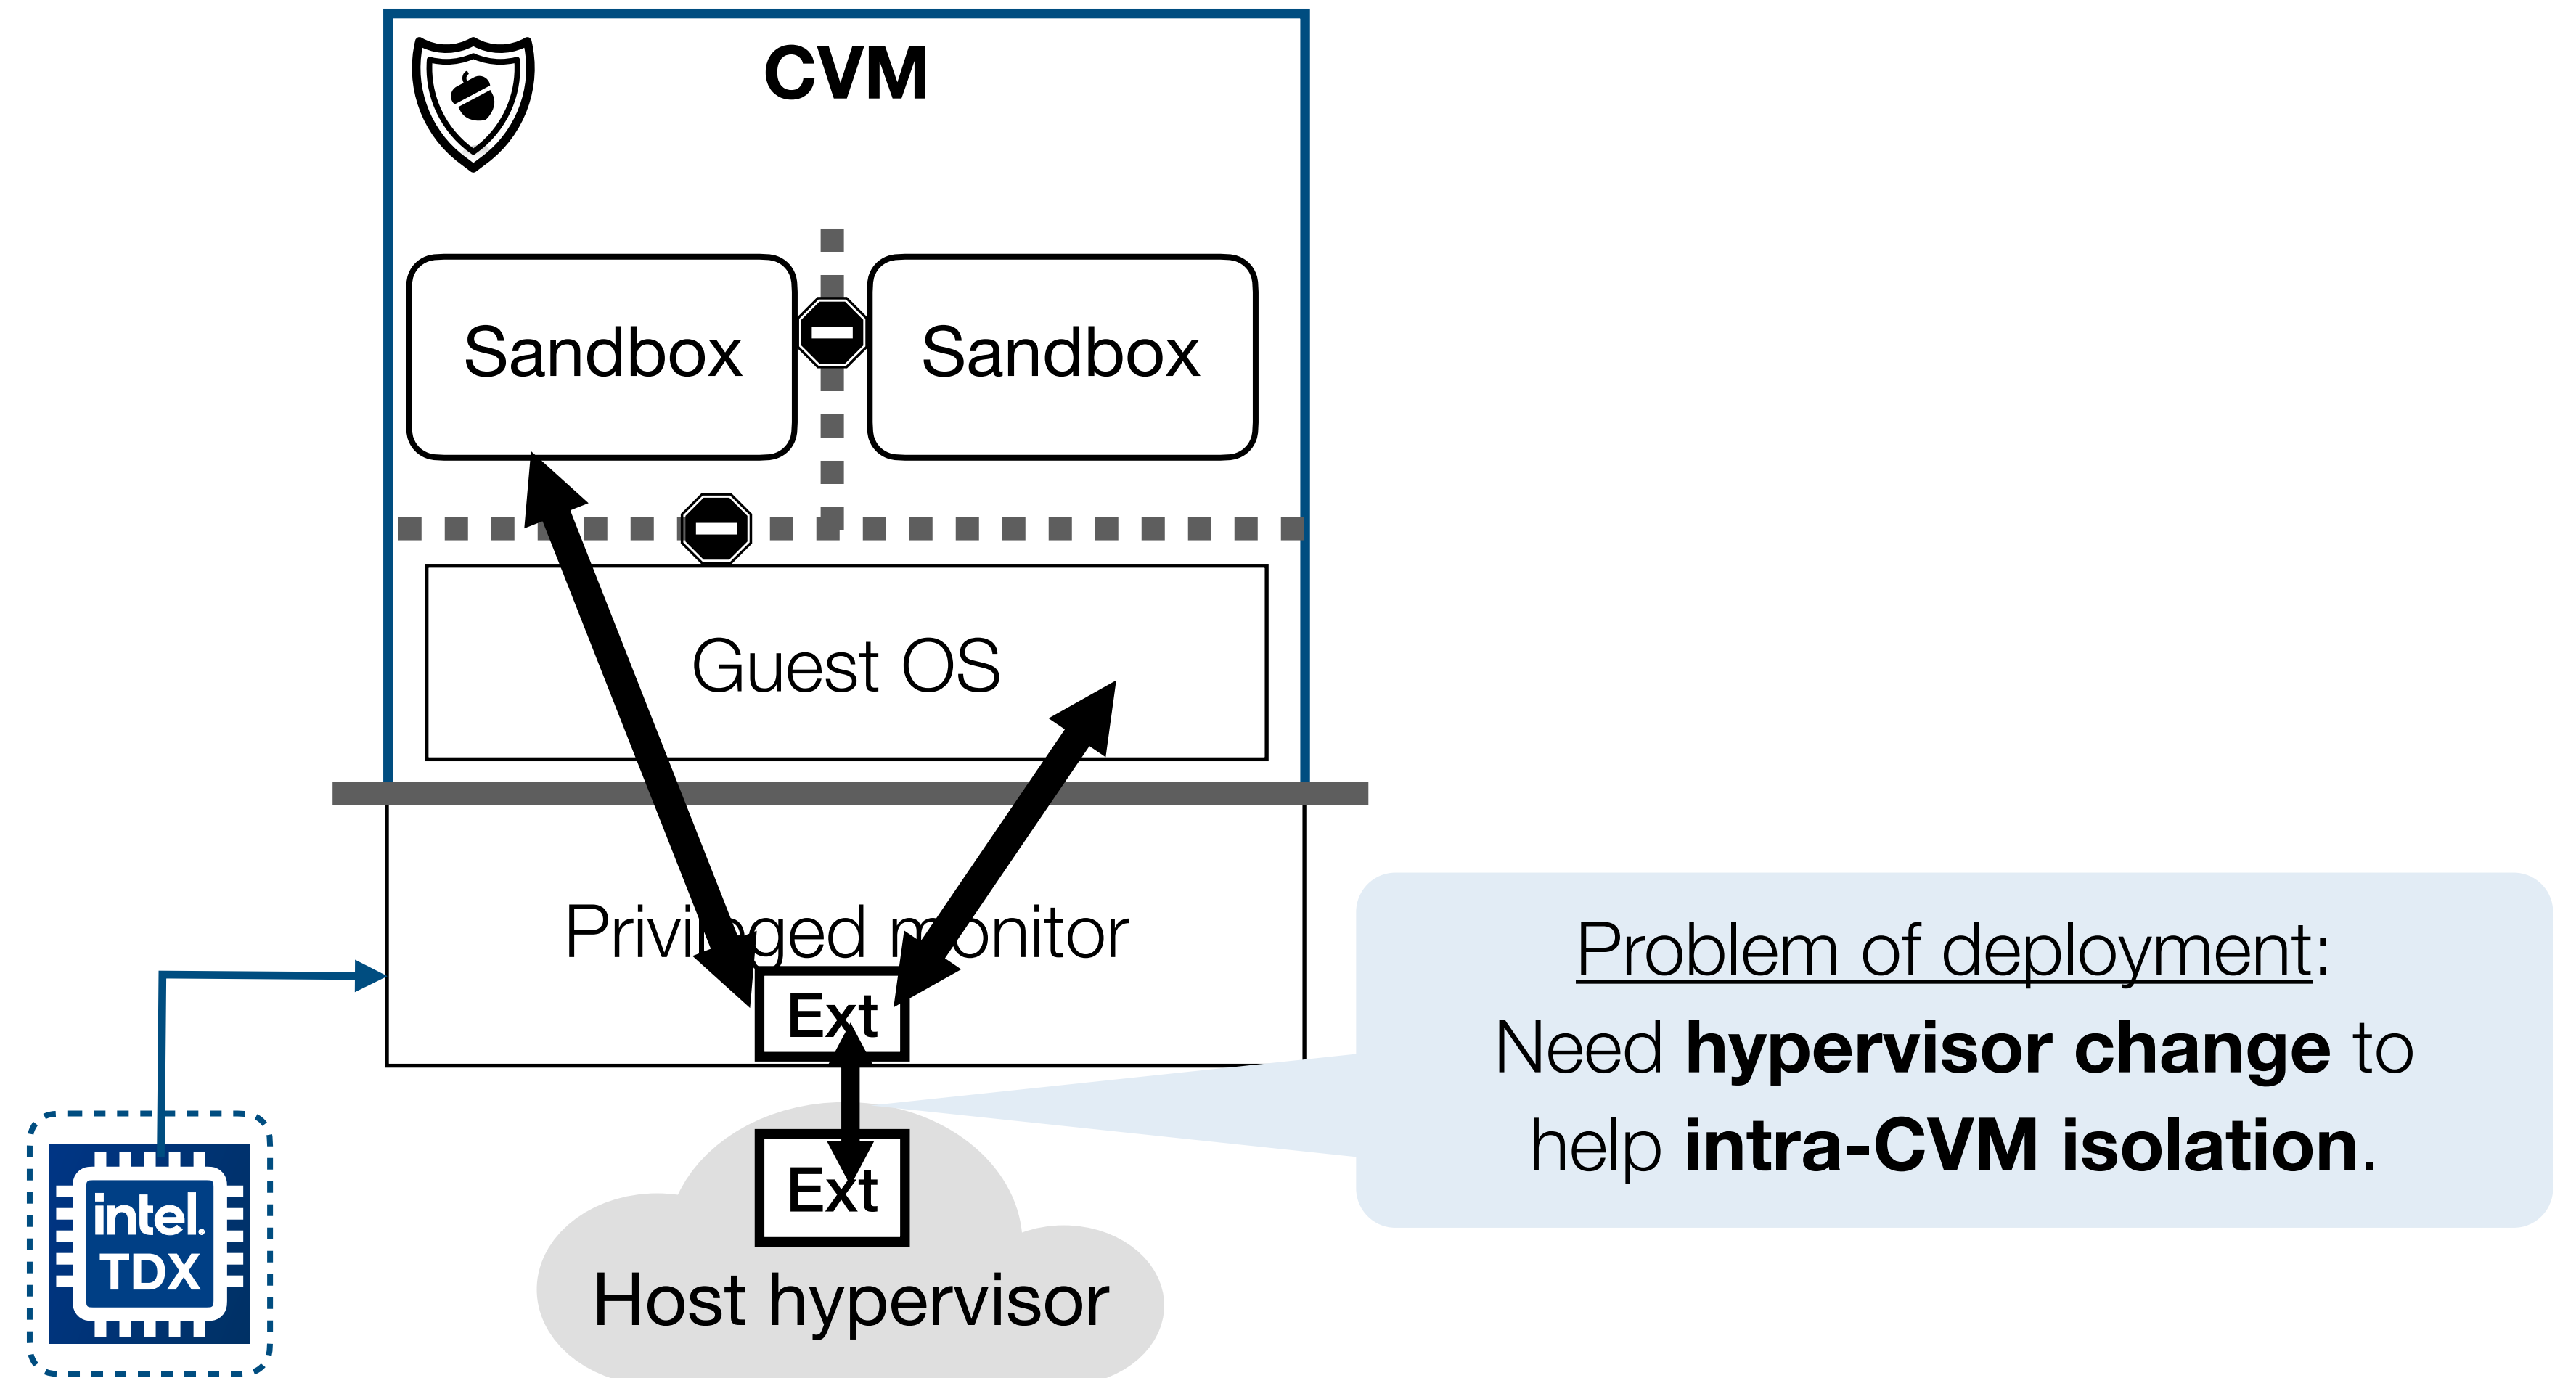 CVM
Sandbox
Sandbox
Guest OS
Privileged monitor
Ext
Ext
Host hypervisor
intel.
TDX
Problem of deployment:
Need hypervisor change to
help intra-CVM isolation.